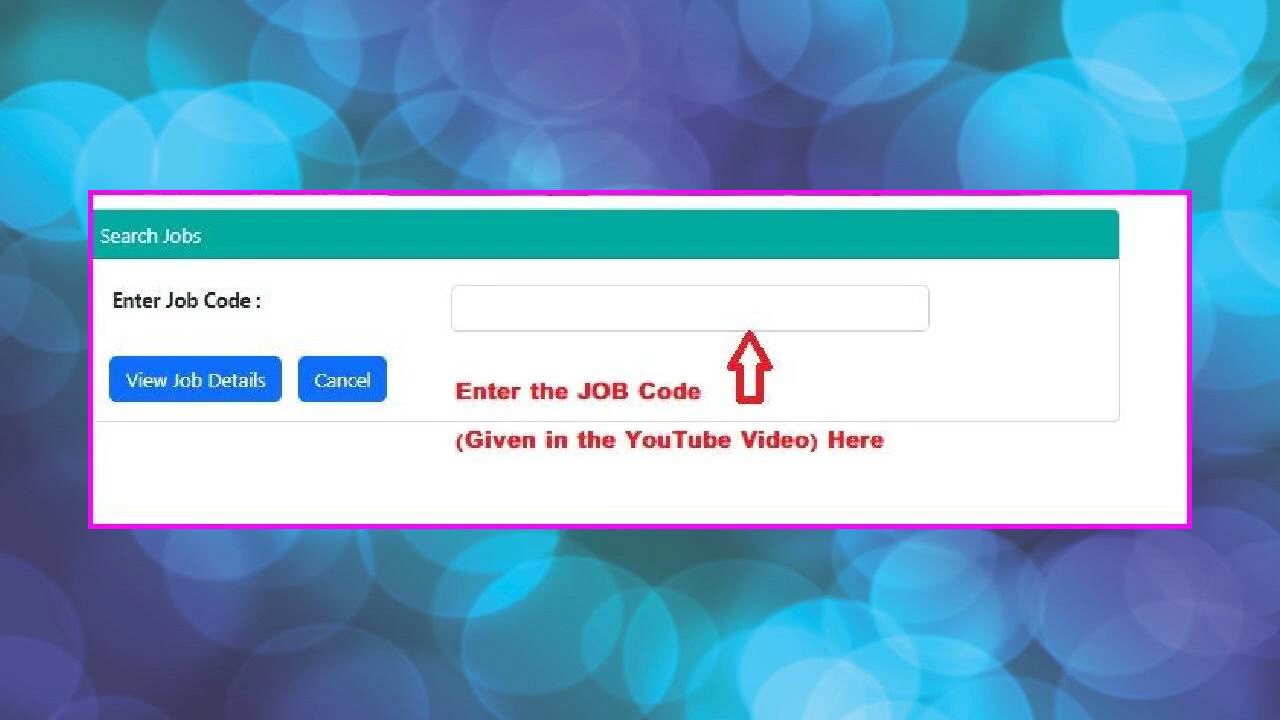 Search Jobs
Enter Job Code :
View Job Details Cancel
Enter the JOB Code
(Given in the YouTube Video) Here